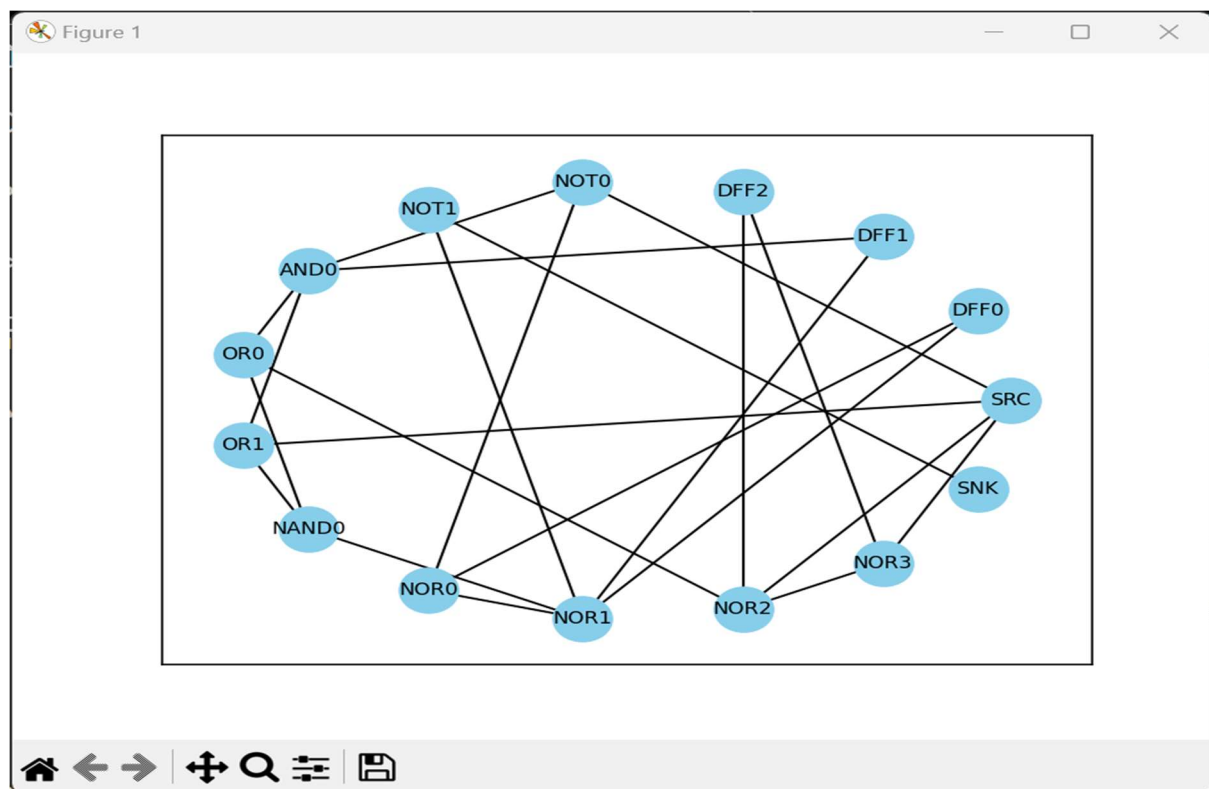 Figure 1
NOT0
DFF2
NOT1
DFF1
AND0
DFF0
OR0
SRC
OR1
SNK
NAND0
NOR3
NOR0
NOR2
NOR1